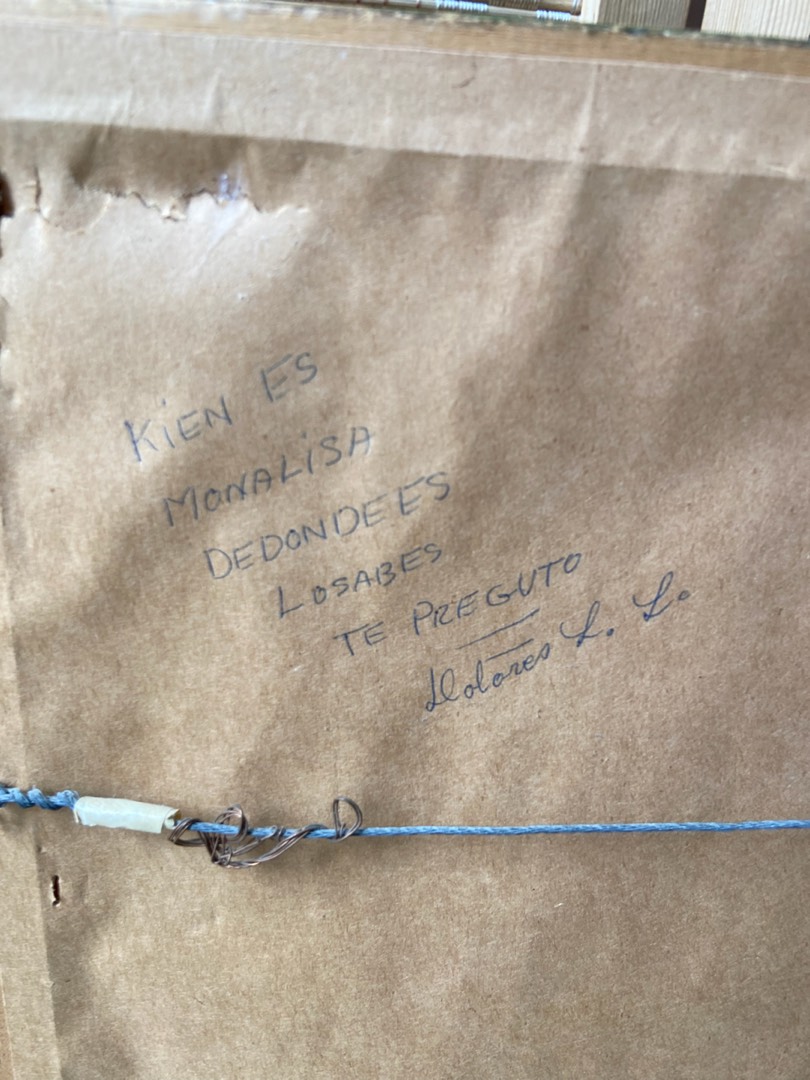 KiEN ES
MONALiSA
DEDONDE ES
LOSABES
TE PREGUTO
Dolores L. L.